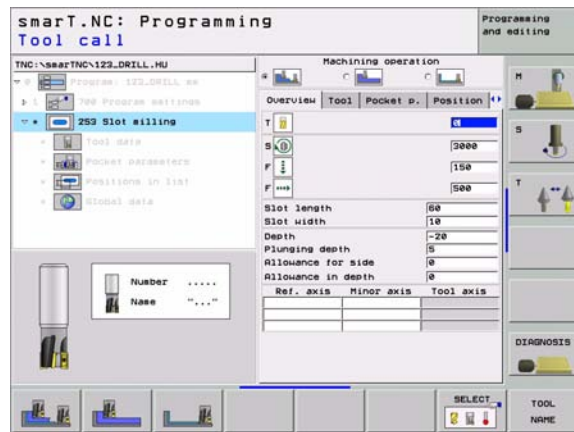 smarT.NC: Programming
Tool call
Programming
and editing
TNC:\smarTNC\123_DRILL.HU
0 Program: 123_DRILL mm
1 700 Program settings
253 Slot milling
Tool data
Pocket parameters
Positions in list
Global data
Machining operation
Overview Tool Pocket p. Position
T
S 3000
F 150
F 500
Slot length 60
Slot width 10
Depth -20
Plunging depth 5
Allowance for side 0
Allowance in depth 0
Ref. axis Minor axis Tool axis
Number .....
Name "..."
M
S
T
DIAGNOSIS
SELECT
TOOL
NAME